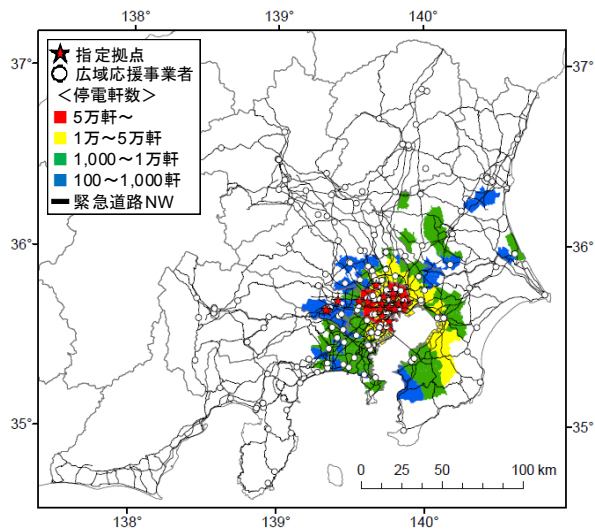 138°
139°
140°
37°
37°
指定拠点
広域応援事業者
＜停電軒数＞
5万軒～
1万～5万軒
1,000～1万軒
100～1,000軒
緊急道路NW
36°
36°
35°
35°
0 25 50 100 km
138°
139°
140°